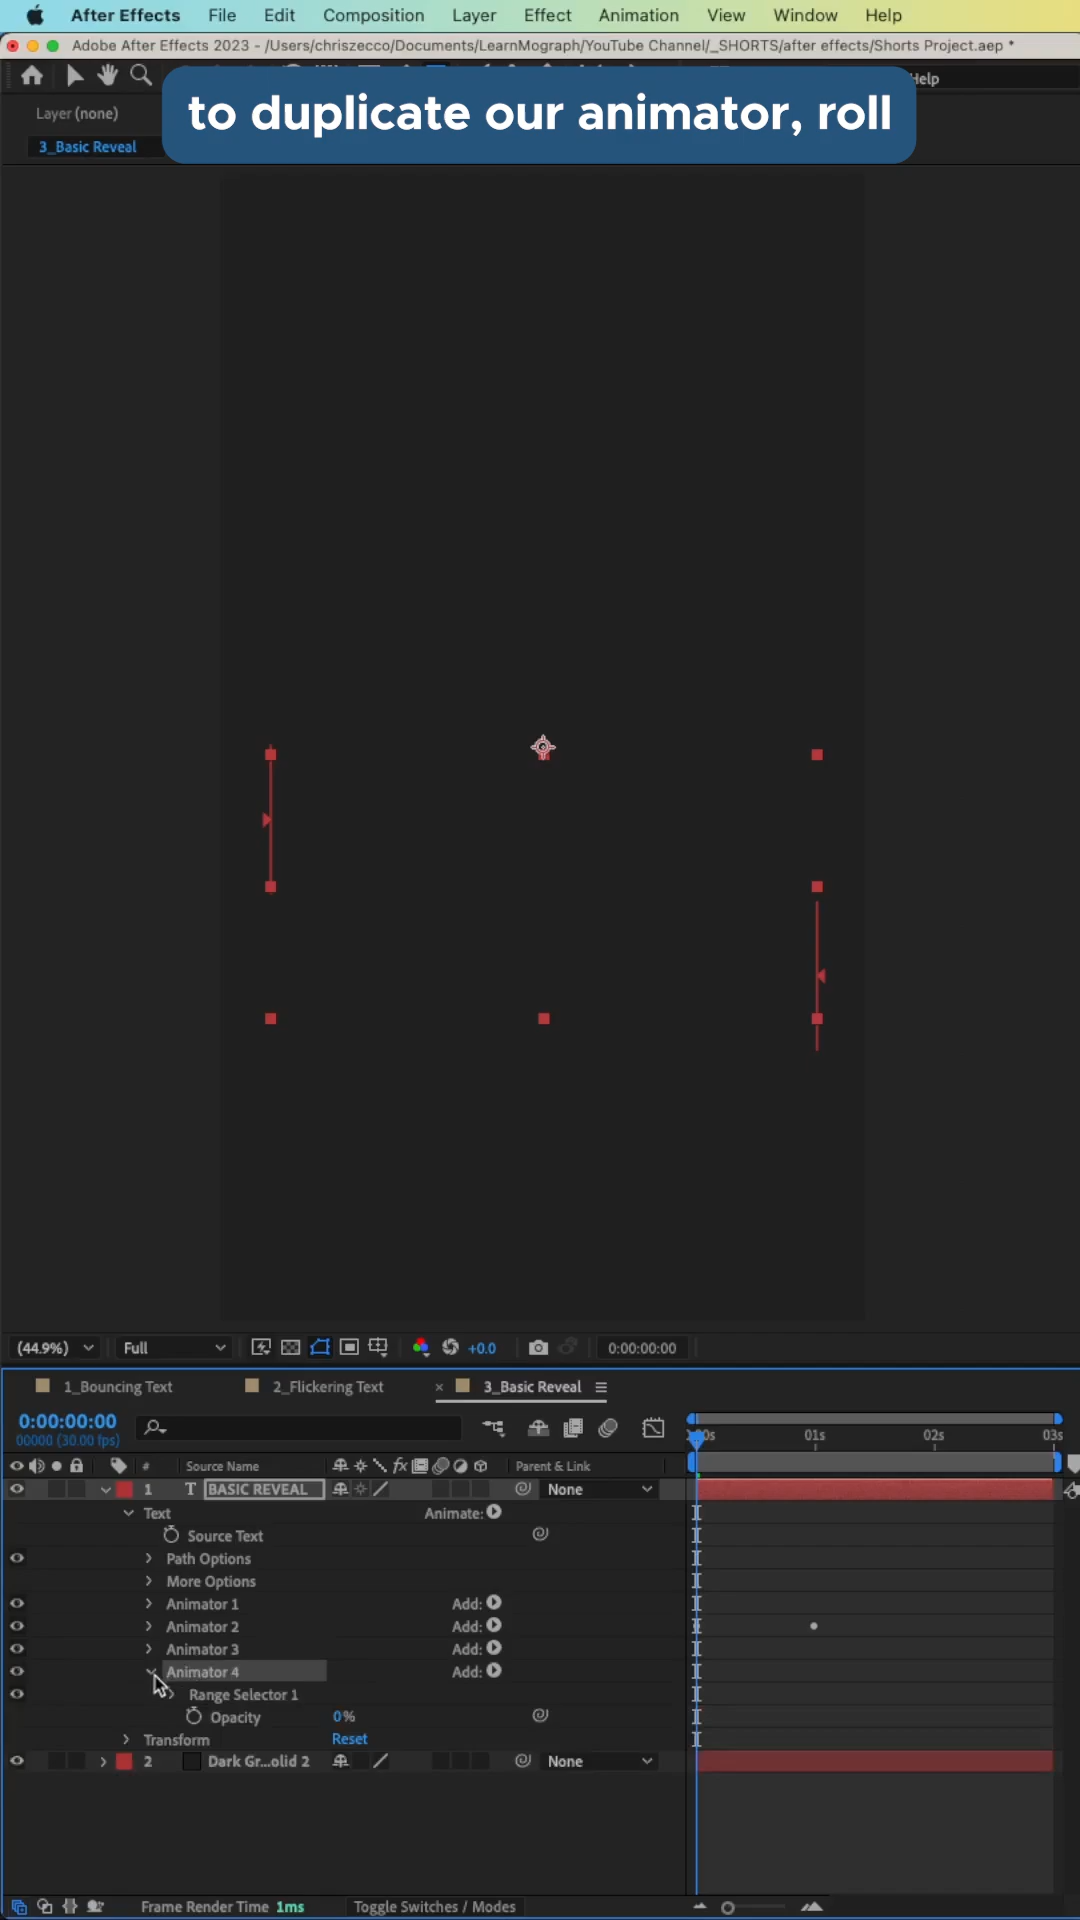 After Effects File Edit Composition Layer Effect Animation View Window Help
Adobe After Effects 2023 - /Users/chriszecco/Documents/LearnMograph/YouTube Channel/_SHORTS/after effects/Shorts Project.aep *
Help
to duplicate our animator, roll
Layer (none)
3_Basic Reveal
(44.9%) Full +0.0 0:00:00:00
1_Bouncing Text 2_Flickering Text × 3_Basic Reveal
0:00:00:00
00000 (30.00 fps)
00s 01s 02s 03s
# Source Name fx Parent & Link
1 T BASIC REVEAL None
Text Animate:
Source Text
Path Options
More Options
Animator 1 Add:
Animator 2 Add:
Animator 3 Add:
Animator 4 Add:
Range Selector 1
Opacity 0%
Transform Reset
2 Dark Gr...olid 2 None
Frame Render Time 1ms Toggle Switches / Modes